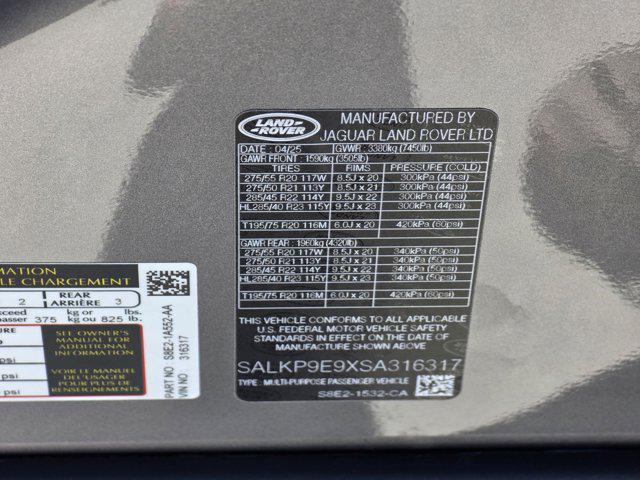 LAND-
ROVER
MANUFACTURED BY
JAGUAR LAND ROVER LTD
DATE : 04/25 GVWR : 3380kg (7450lb)
GAWR FRONT : 1590kg (3505lb)
TIRES RIMS PRESSURE (COLD)
275/55 R20 117W 8.5J x 20 300kPa (44psi)
275/50 R21 113Y 8.5J x 21 300kPa (44psi)
285/45 R22 114Y 9.5J x 22 300kPa (44psi)
HL285/40 R23 115Y 9.5J x 23 300kPa (44psi)
T195/75 R20 116M 6.0J x 20 420kPa (60psi)
GAWR REAR : 1960kg (4320lb)
275/55 R20 117W 8.5J x 20 340kPa (50psi)
275/50 R21 113Y 8.5J x 21 340kPa (50psi)
285/45 R22 114Y 9.5J x 22 340kPa (50psi)
HL285/40 R23 115Y 9.5J x 23 340kPa (50psi)
T195/75 R20 116M 6.0J x 20 420kPa (60psi)
THIS VEHICLE CONFORMS TO ALL APPLICABLE
U.S. FEDERAL MOTOR VEHICLE SAFETY
STANDARDS IN EFFECT ON THE DATE OF
MANUFACTURE SHOWN ABOVE.
SALKP9E9XSA316317
TYPE: MULTI-PURPOSE PASSENGER VEHICLE
S8E2-1532-CA
RMATION
LE CHARGEMENT
2 REAR ARRIÈRE 3
xceed kg or lbs.
passer 375 kg ou 825 lb.
URE
SEE OWNER'S
MANUAL FOR
ADDITIONAL
INFORMATION
VOIR LE MANUEL
DE L'USAGER
POUR PLUS DE
RENSEIGNEMENTS
psi
psi
PART NO S8E2-1A552-AA
VIN NO 316317